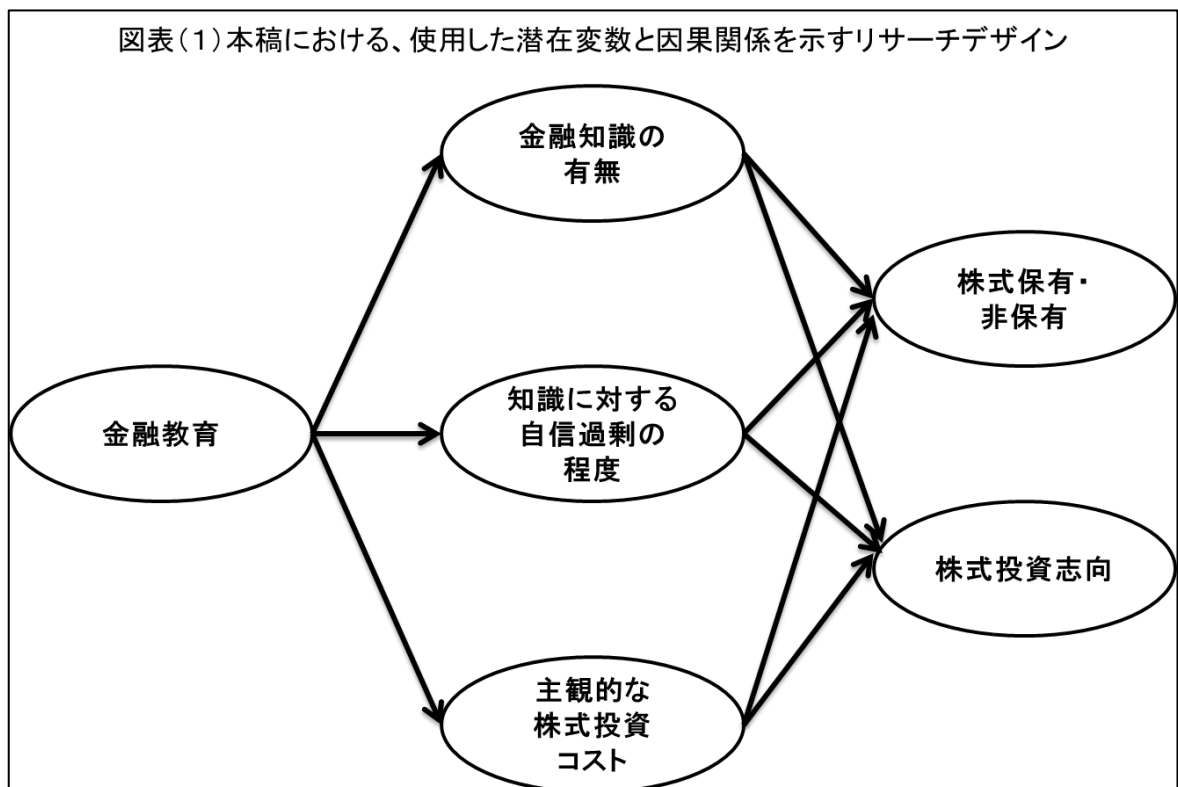 図表(1)本稿における、使用した潜在変数と因果関係を示すリサーチデザイン
金融知識の
有無
株式保有・
非保有
金融教育
知識に対する
自信過剰の
程度
株式投資志向
主観的な
株式投資
コスト